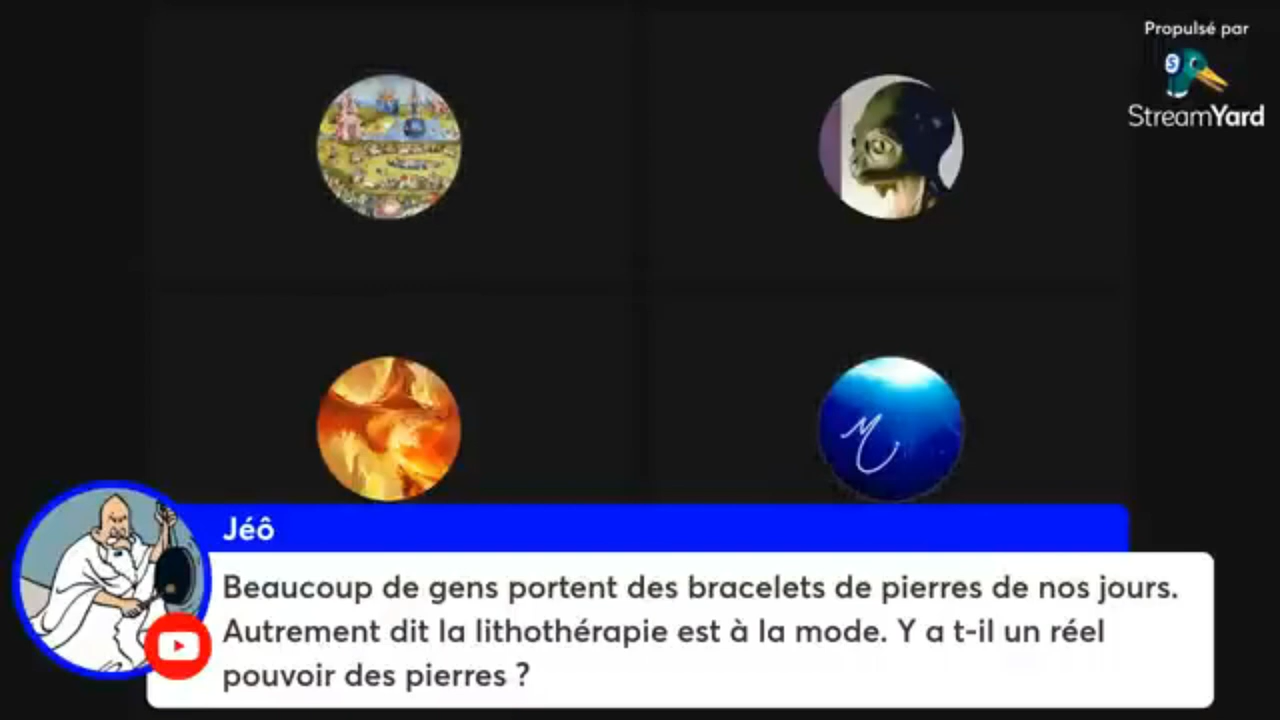 Propulsé par
StreamYard
Jéô
Beaucoup de gens portent des bracelets de pierres de nos jours.
Autrement dit la lithothérapie est à la mode. Y a t-il un réel
pouvoir des pierres ?